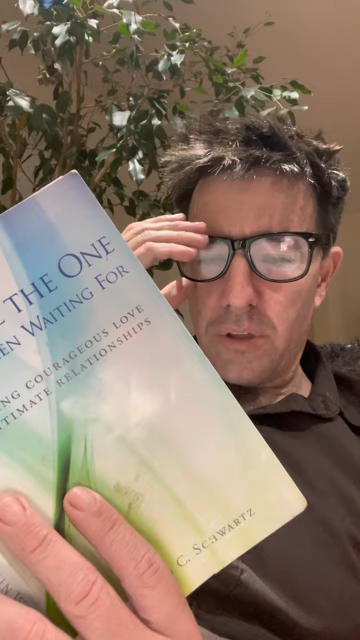 THE ONE
EN WAITING FOR
NG COURAGEOUS LOVE
TIMATE RELATIONSHIPS
C. SCHWARTZ